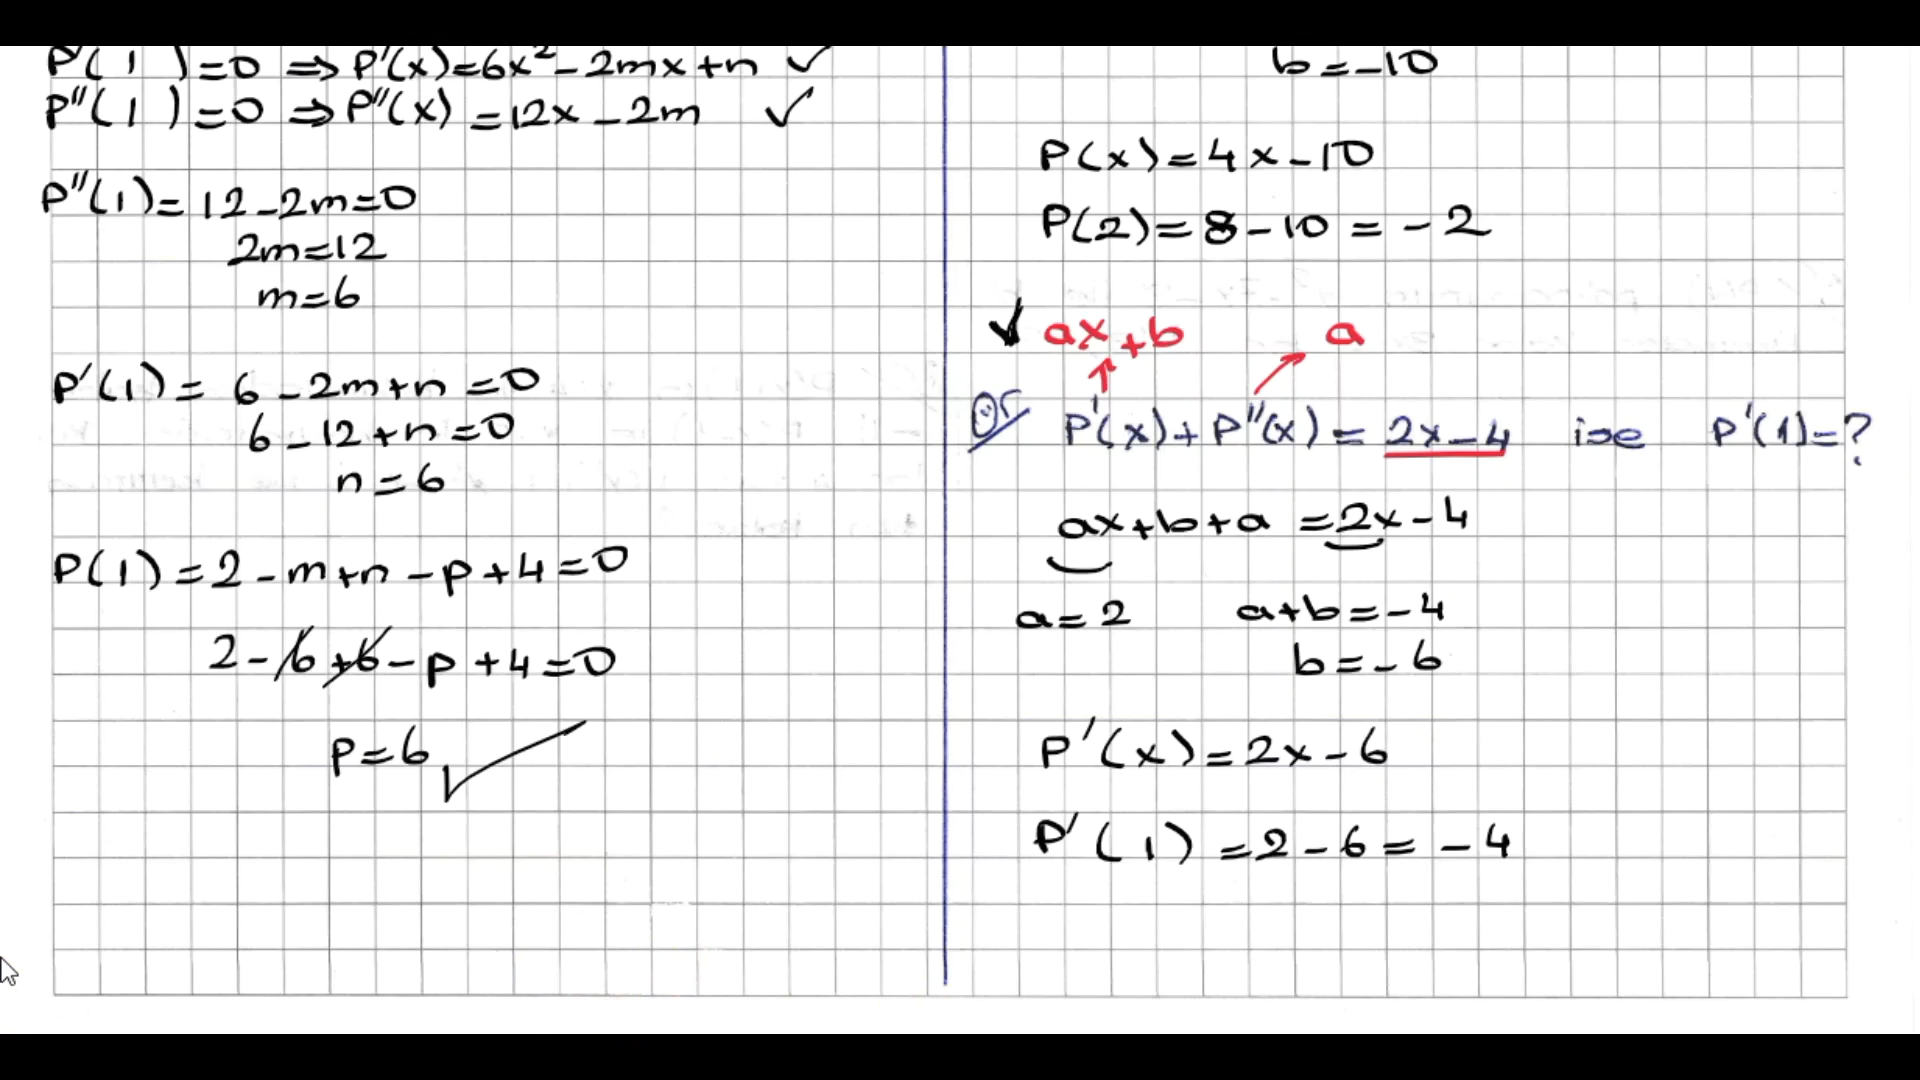 P'(1)=0 ⇒ P'(x)=6x²-2mx+n ✓
P''(1)=0 ⇒ P''(x)=12x-2m ✓
P''(1)=12-2m=0
2m=12
m=6
P'(1)=6-2m+n=0
6-12+n=0
n=6
P(1)=2-m+n-p+4=0
2-6+6-p+4=0
p=6 ✓
b=-10
P(x)=4x-10
P(2)=8-10=-2
✓ ax+b a
Ör P'(x)+P''(x)=2x-4 ise P'(1)=?
ax+b+a=2x-4
a=2 a+b=-4
b=-6
P'(x)=2x-6
P'(1)=2-6=-4